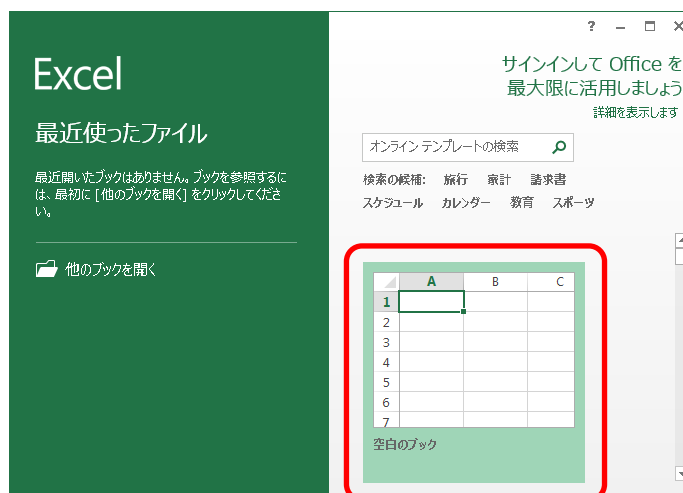 Excel
最近使ったファイル
最近開いたブックはありません。ブックを参照するに
は、最初に [他のブックを開く] をクリックしてくださ
い。
他のブックを開く
?
サインインして Office を
最大限に活用しましょう
詳細を表示します
オンライン テンプレートの検索
検索の候補: 旅行 家計 請求書
スケジュール カレンダー 教育 スポーツ
A B C
1
2
3
4
5
6
7
空白のブック